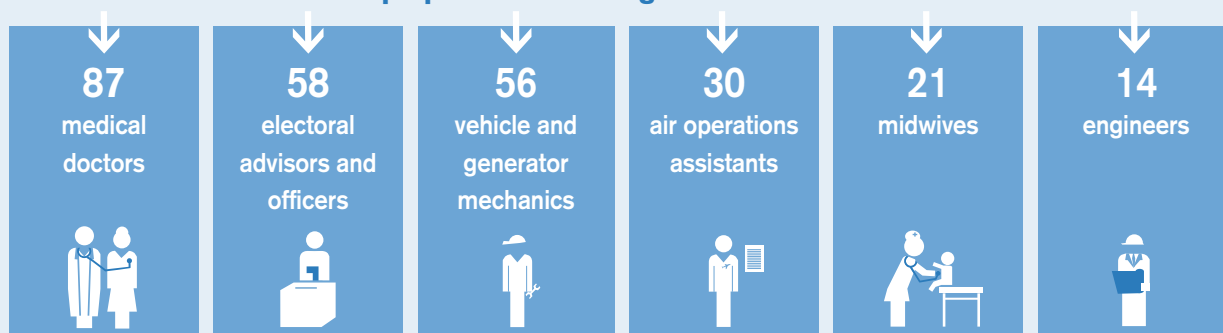 87
medical
doctors
58
electoral
advisors and
officers
56
vehicle and
generator
mechanics
30
air operations
assistants
21
midwives
14
engineers